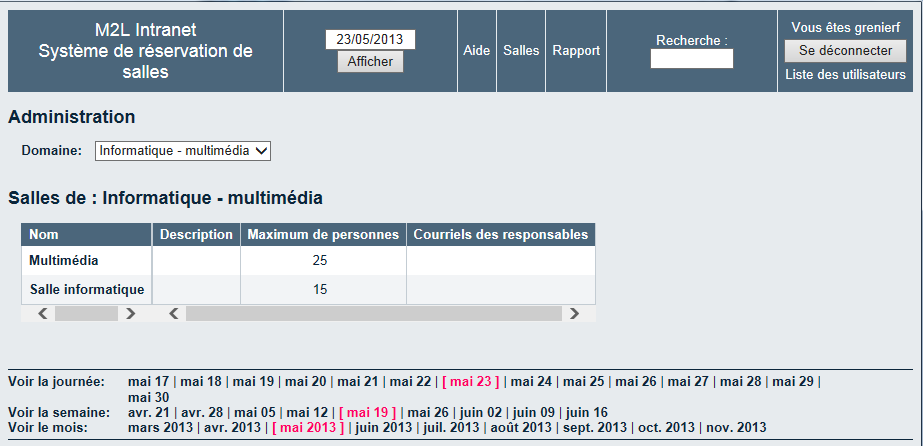 M2L Intranet
Système de réservation de
salles
23/05/2013
Afficher
Aide
Salles
Rapport
Recherche :
Vous êtes grenierf
Se déconnecter
Liste des utilisateurs
Administration
Domaine: Informatique - multimédia
Salles de : Informatique - multimédia
Nom Description Maximum de personnes Courriels des responsables
Multimédia 25
Salle informatique 15
Voir la journée: mai 17 | mai 18 | mai 19 | mai 20 | mai 21 | mai 22 | [ mai 23 ] | mai 24 | mai 25 | mai 26 | mai 27 | mai 28 | mai 29 |
mai 30
Voir la semaine: avr. 21 | avr. 28 | mai 05 | mai 12 | [ mai 19 ] | mai 26 | juin 02 | juin 09 | juin 16
Voir le mois: mars 2013 | avr. 2013 | [ mai 2013 ] | juin 2013 | juil. 2013 | août 2013 | sept. 2013 | oct. 2013 | nov. 2013